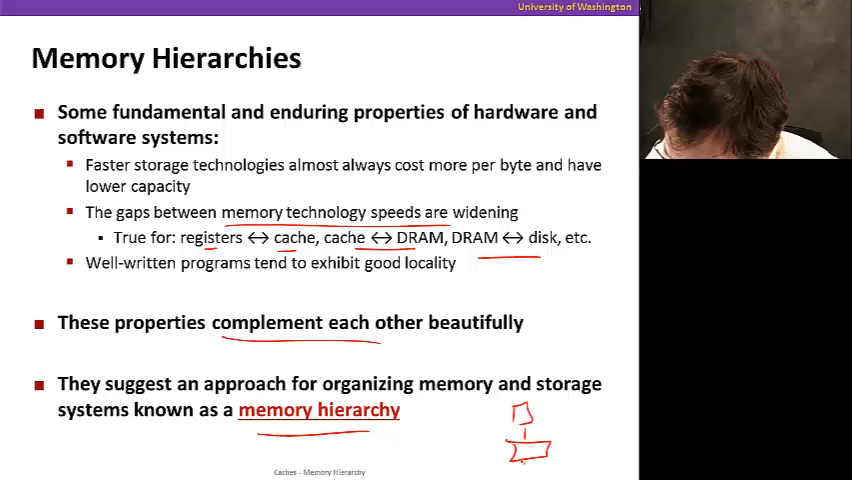 University of Washington
Memory Hierarchies
Some fundamental and enduring properties of hardware and
software systems:
Faster storage technologies almost always cost more per byte and have
lower capacity
The gaps between memory technology speeds are widening
True for: registers ↔ cache, cache ↔ DRAM, DRAM ↔ disk, etc.
Well-written programs tend to exhibit good locality
These properties complement each other beautifully
They suggest an approach for organizing memory and storage
systems known as a memory hierarchy
Caches - Memory Hierarchy